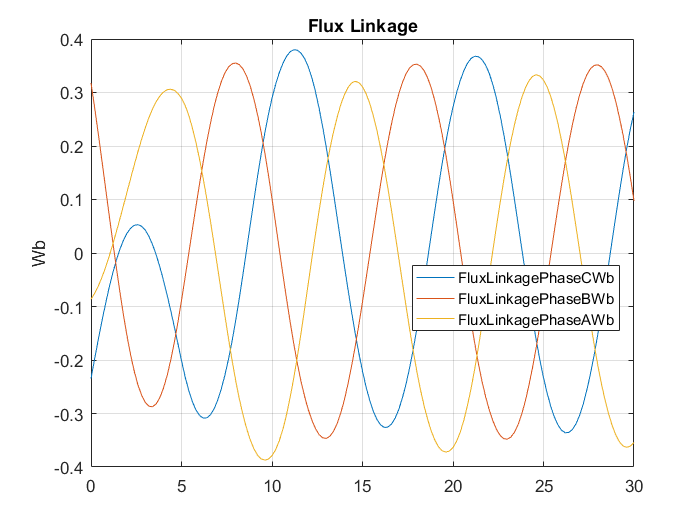 Flux Linkage
0.4
0.3
0.2
0.1
0
-0.1
-0.2
-0.3
-0.4
Wb
FluxLinkagePhaseCWb
FluxLinkagePhaseBWb
FluxLinkagePhaseAWb
0 5 10 15 20 25 30